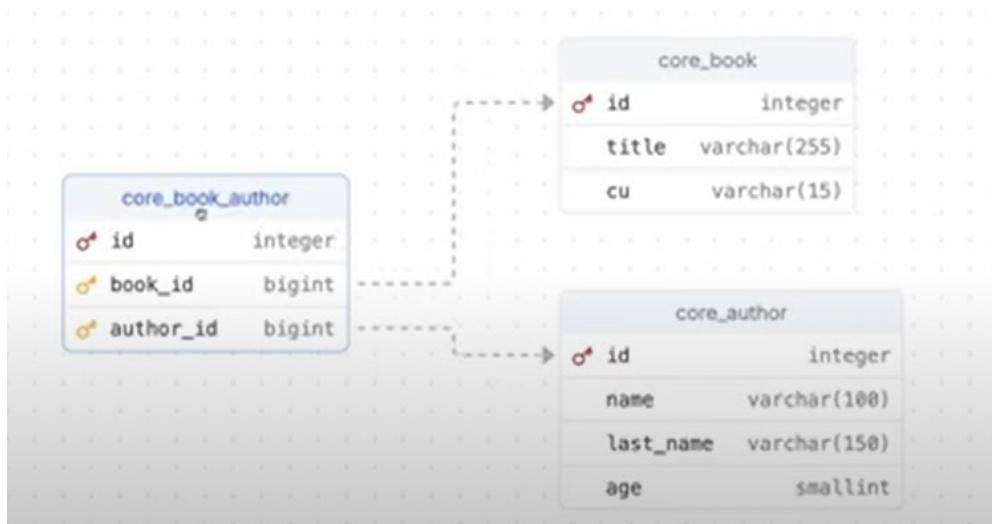 core_book
id integer
title varchar(255)
cu varchar(15)
core_book_author
id integer
book_id bigint
author_id bigint
core_author
id integer
name varchar(100)
last_name varchar(150)
age smallint